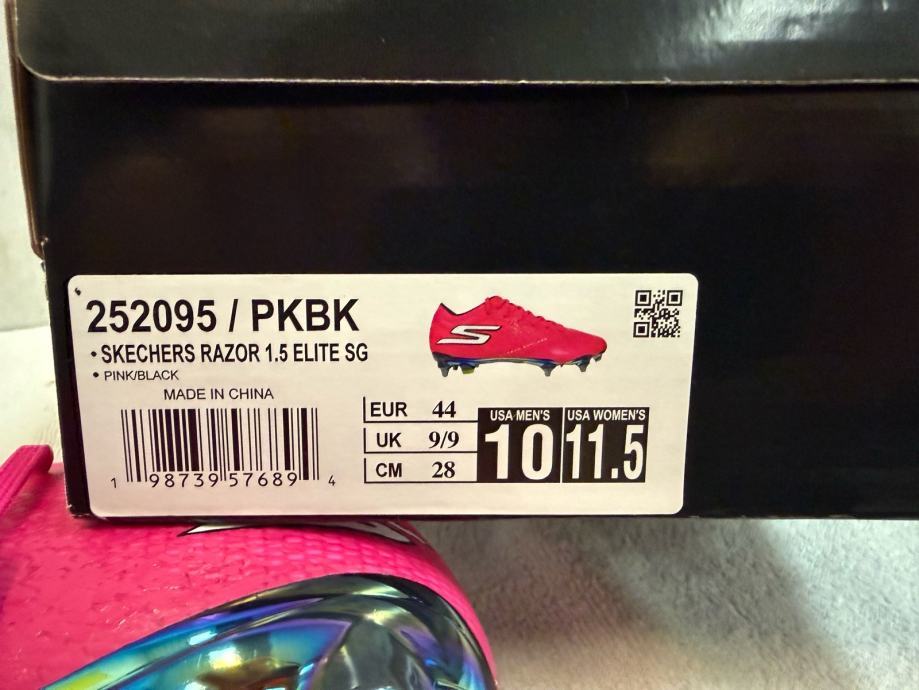 252095 / PKBK
• SKECHERS RAZOR 1.5 ELITE SG
• PINK/BLACK
MADE IN CHINA
1 98739 57689 4
EUR 44
UK 9/9
CM 28
USA MEN'S
10
USA WOMEN'S
11.5